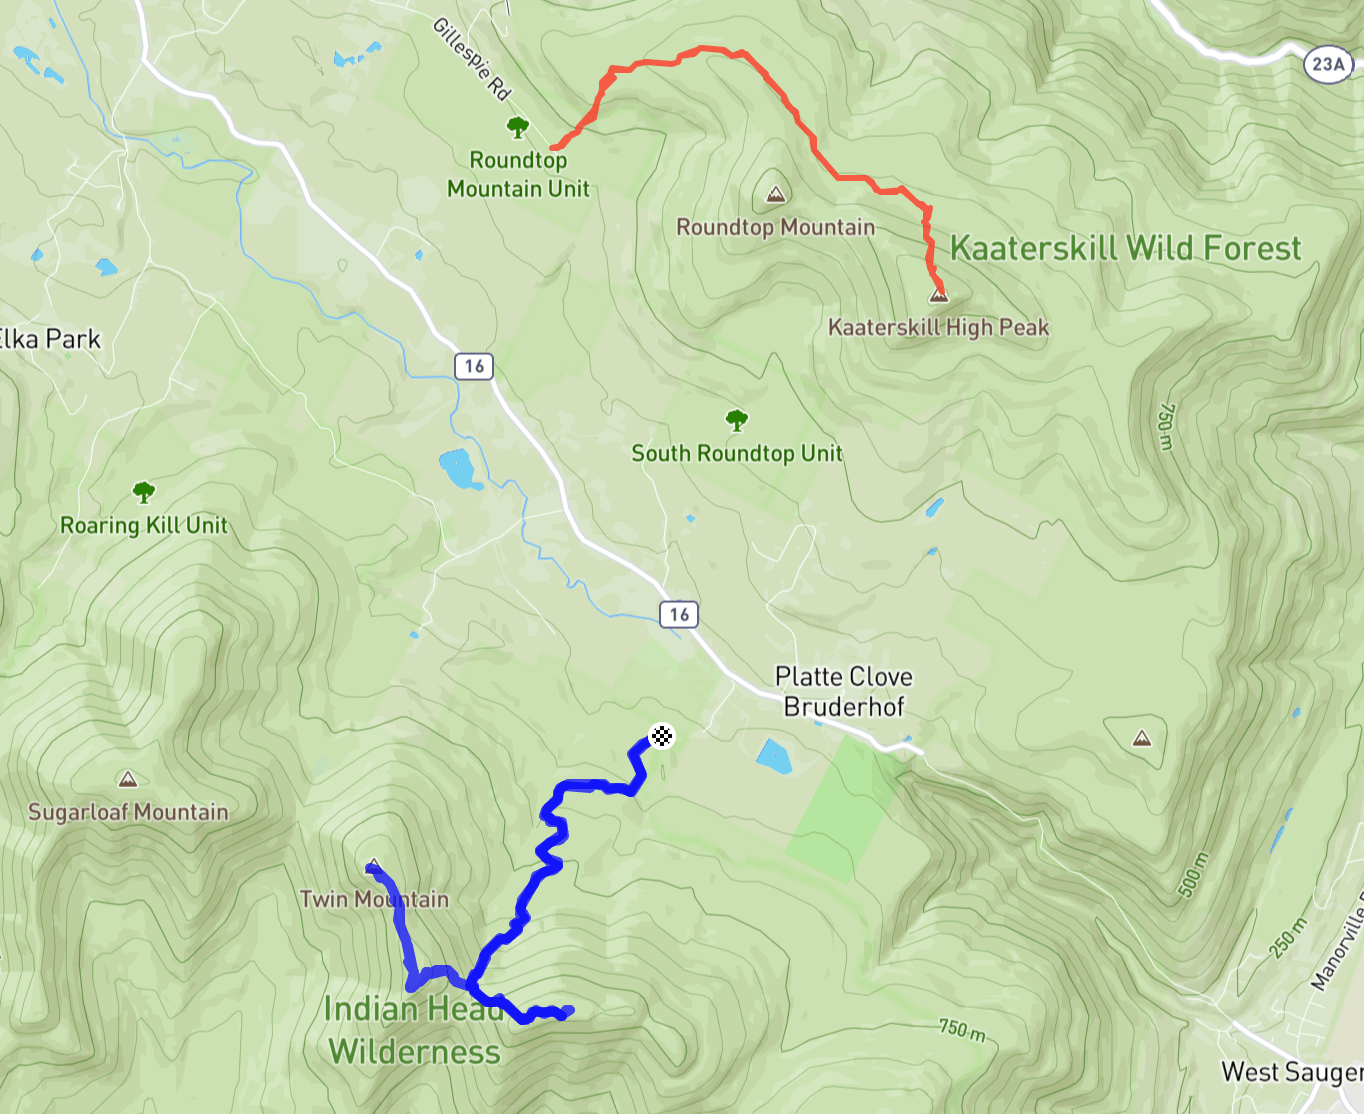 Gillespie Rd
23A
Roundtop
Mountain Unit
Roundtop Mountain
Kaaterskill Wild Forest
Kaaterskill High Peak
Elka Park
16
750 m
South Roundtop Unit
Roaring Kill Unit
16
Platte Clove
Bruderhof
Sugarloaf Mountain
Twin Mountain
500 m
250 m
Manorville
Indian Head
Wilderness
750 m
West Sauger